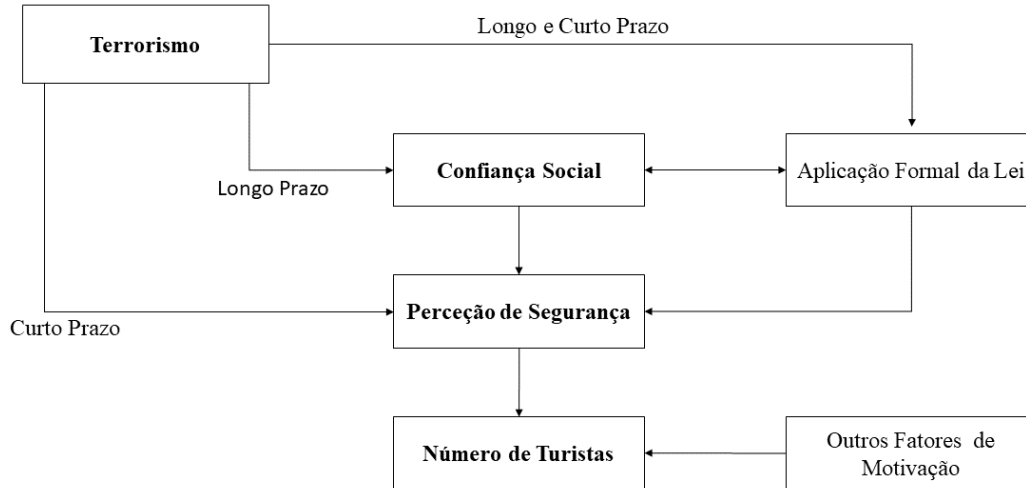 Longo e Curto Prazo
Terrorismo
Confiança Social
Aplicação Formal da Lei
Longo Prazo
Perceção de Segurança
Curto Prazo
Número de Turistas
Outros Fatores de
Motivação